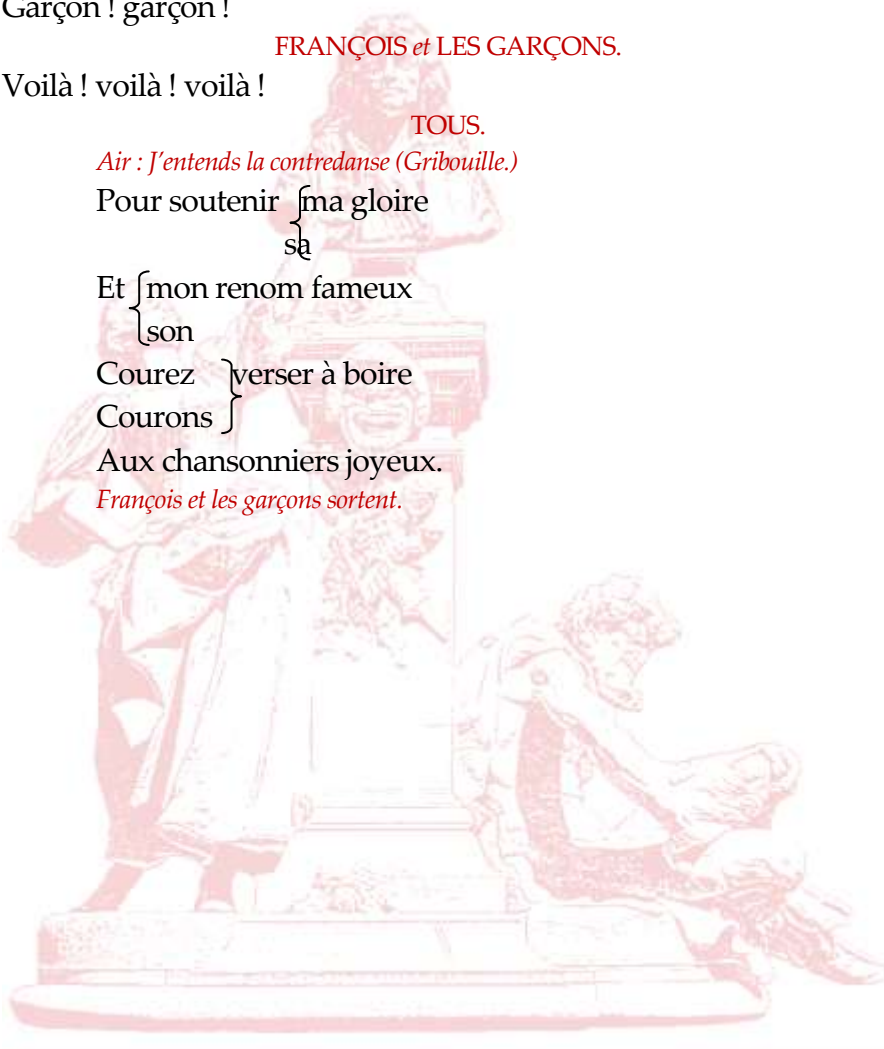 Garçon ! garçon !
FRANÇOIS et LES GARÇONS.
Voilà ! voilà ! voilà !
TOUS.
Air : J’entends la contredanse (Gribouille.)
Pour soutenir ma gloire
sa
Et mon renom fameux
son
Courez verser à boire
Courons
Aux chansonniers joyeux.
François et les garçons sortent.